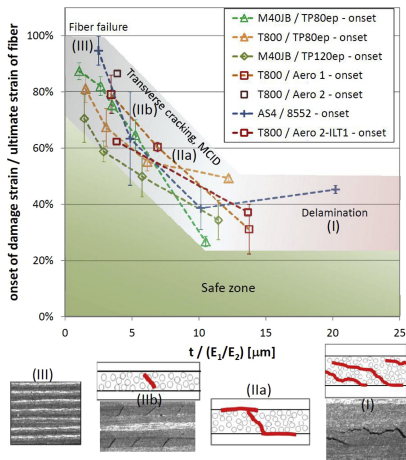 onset of damage strain / ultimate strain of fiber
100%
80%
60%
40%
20%
0%
0
5
10
15
20
25
t / (E₁/E₂) [μm]
Fiber failure
(III)
Transverse cracking, MCID
(IIb)
(IIa)
Delamination
(I)
Safe zone
M40JB / TP80ep - onset
T800 / TP80ep - onset
M40JB / TP120ep - onset
T800 / Aero 1 - onset
T800 / Aero 2 - onset
AS4 / 8552 - onset
T800 / Aero 2-ILT1 - onset
(III)
(IIb)
(IIa)
(I)